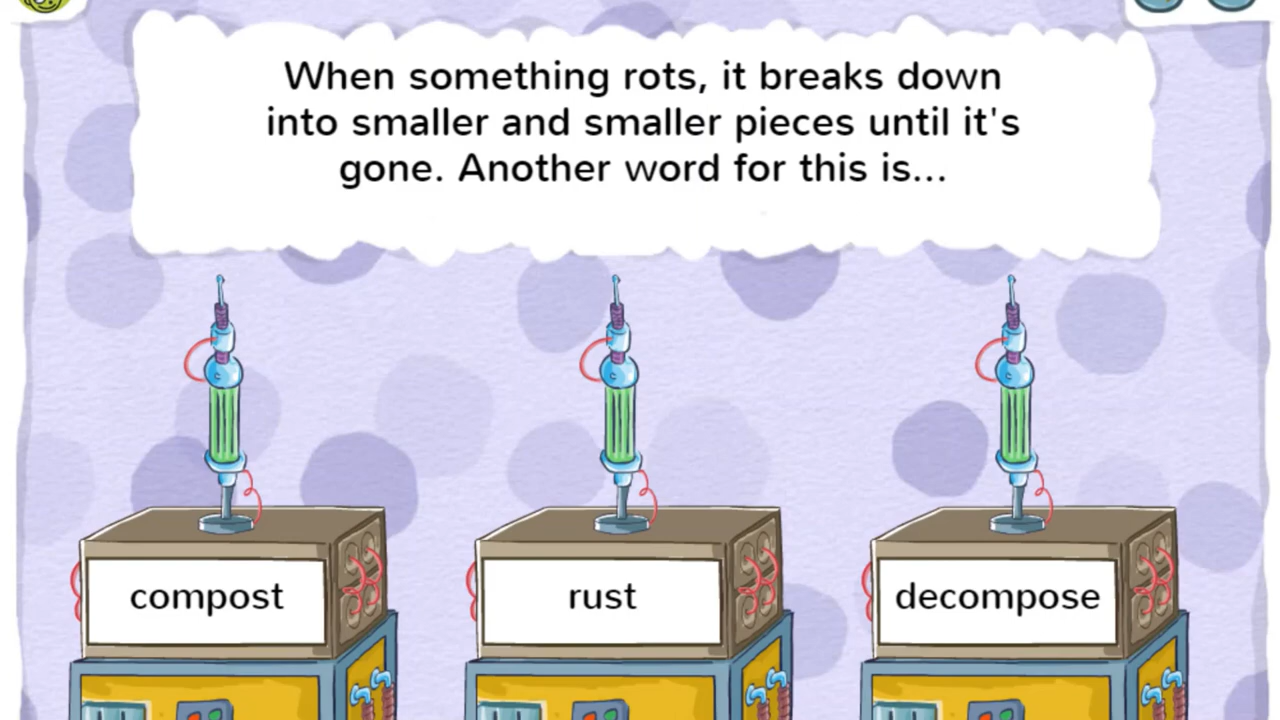 When something rots, it breaks down
into smaller and smaller pieces until it's
gone. Another word for this is...
compost
rust
decompose